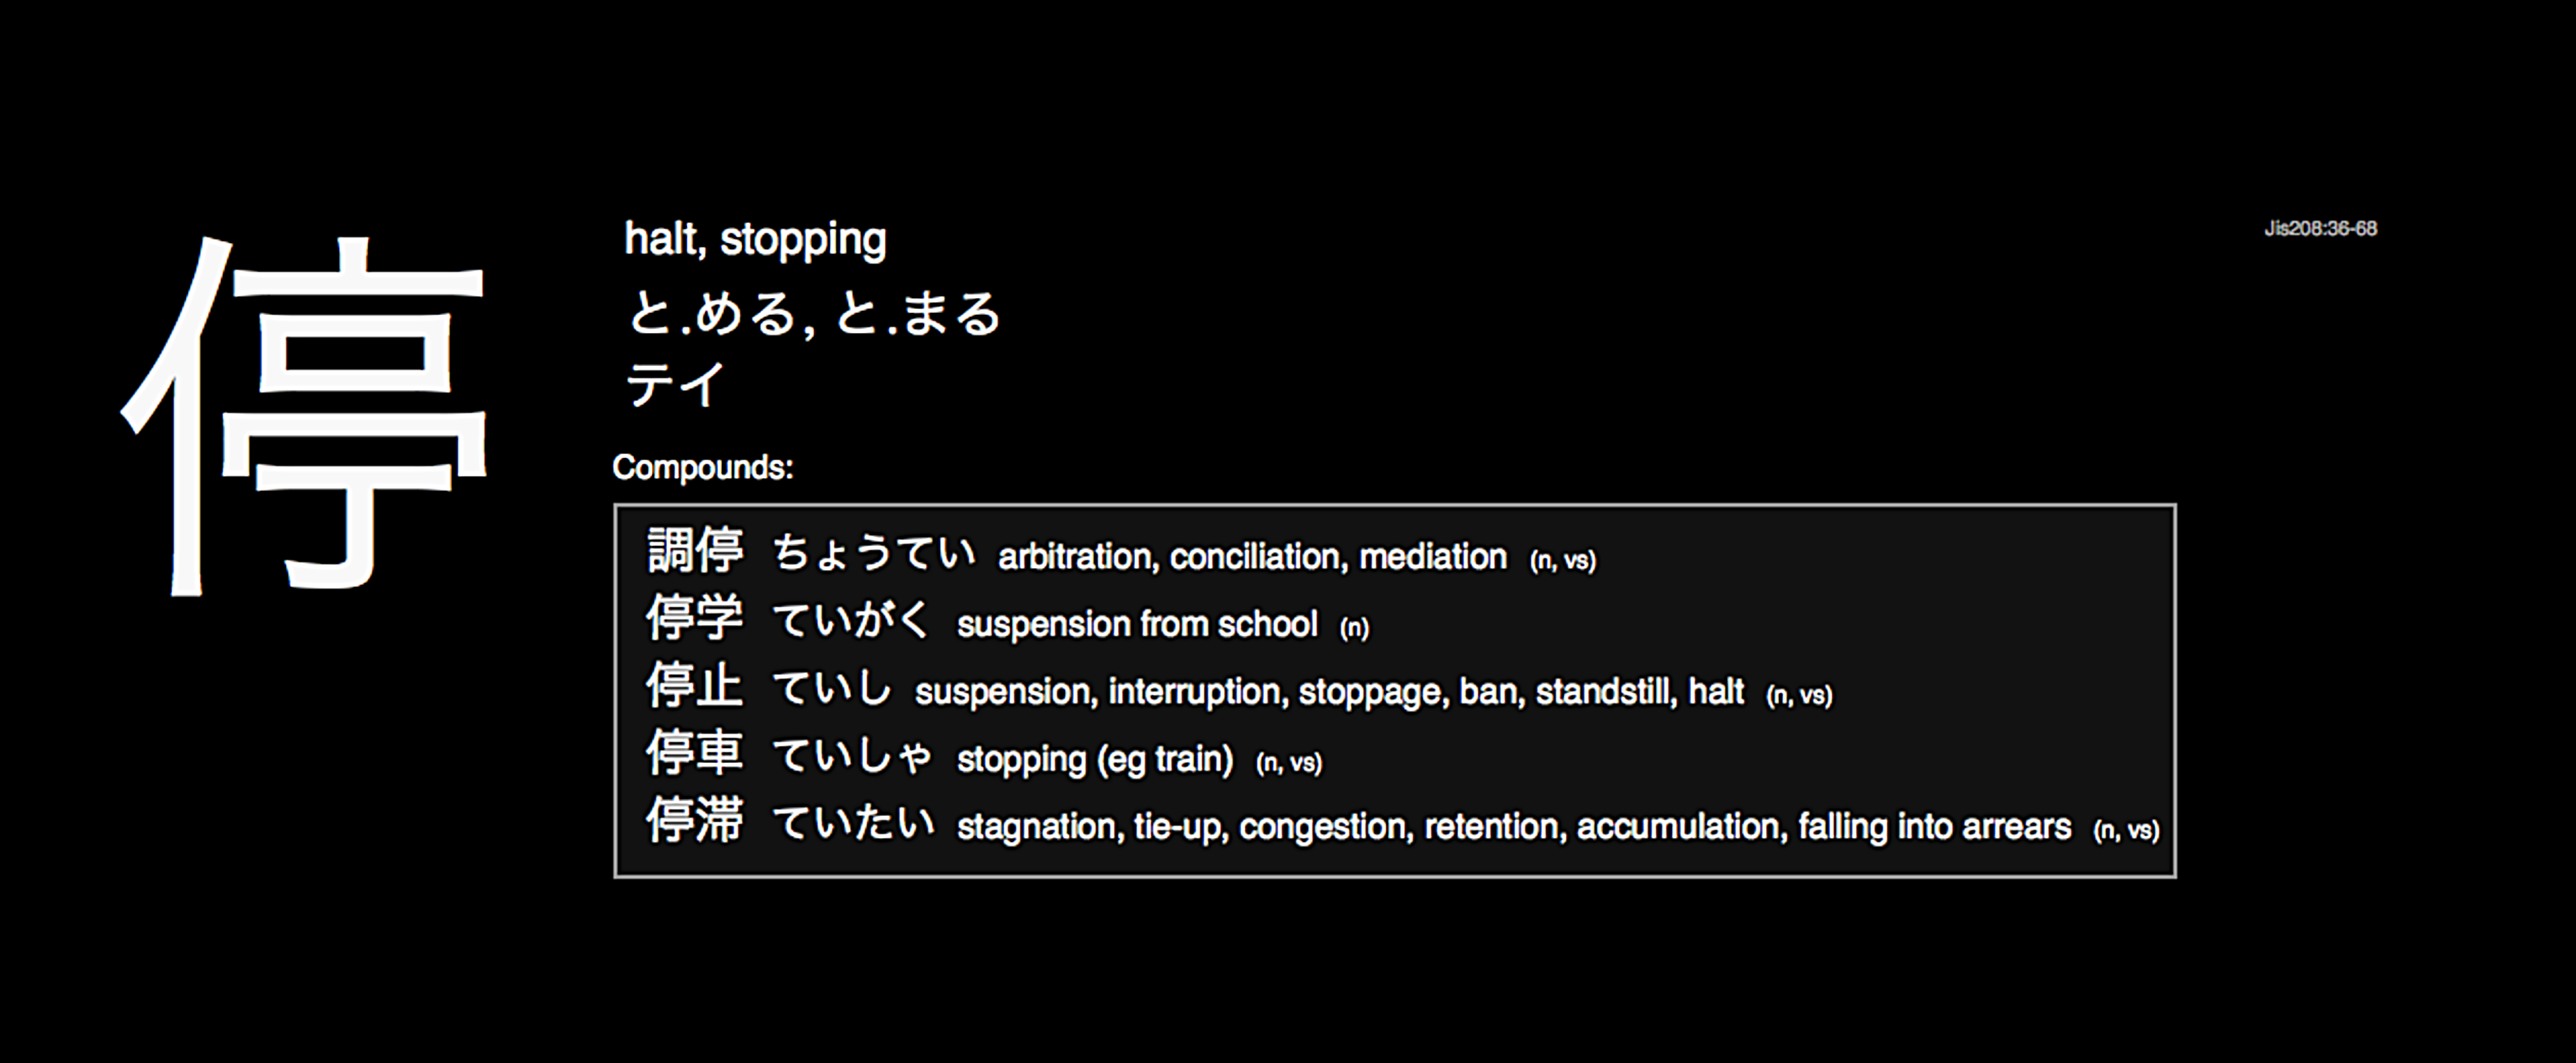 停
halt, stopping
Jis208:36-68
と.める, と.まる
テイ
Compounds:
調停 ちょうてい arbitration, conciliation, mediation (n, vs)
停学 ていがく suspension from school (n)
停止 ていし suspension, interruption, stoppage, ban, standstill, halt (n, vs)
停車 ていしゃ stopping (eg train) (n, vs)
停滞 ていたい stagnation, tie-up, congestion, retention, accumulation, falling into arrears (n, vs)